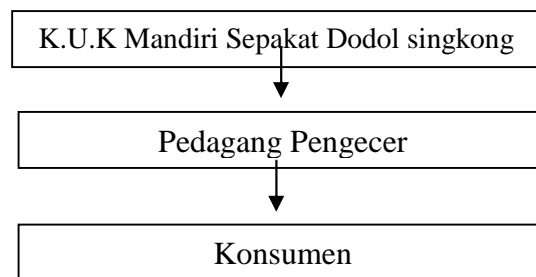 K.U.K Mandiri Sepakat Dodol singkong
Pedagang Pengecer
Konsumen